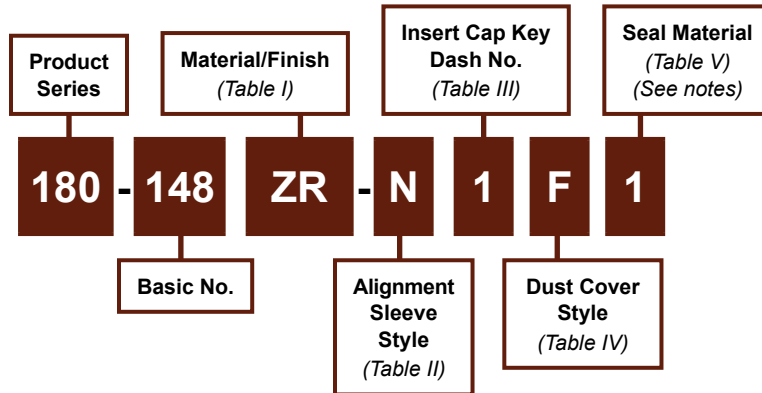 Product
Series
Material/Finish
(Table I)
Insert Cap Key
Dash No.
(Table III)
Seal Material
(Table V)
(See notes)
180 - 148 ZR - N 1 F 1
Basic No.
Alignment
Sleeve
Style
(Table II)
Dust Cover
Style
(Table IV)